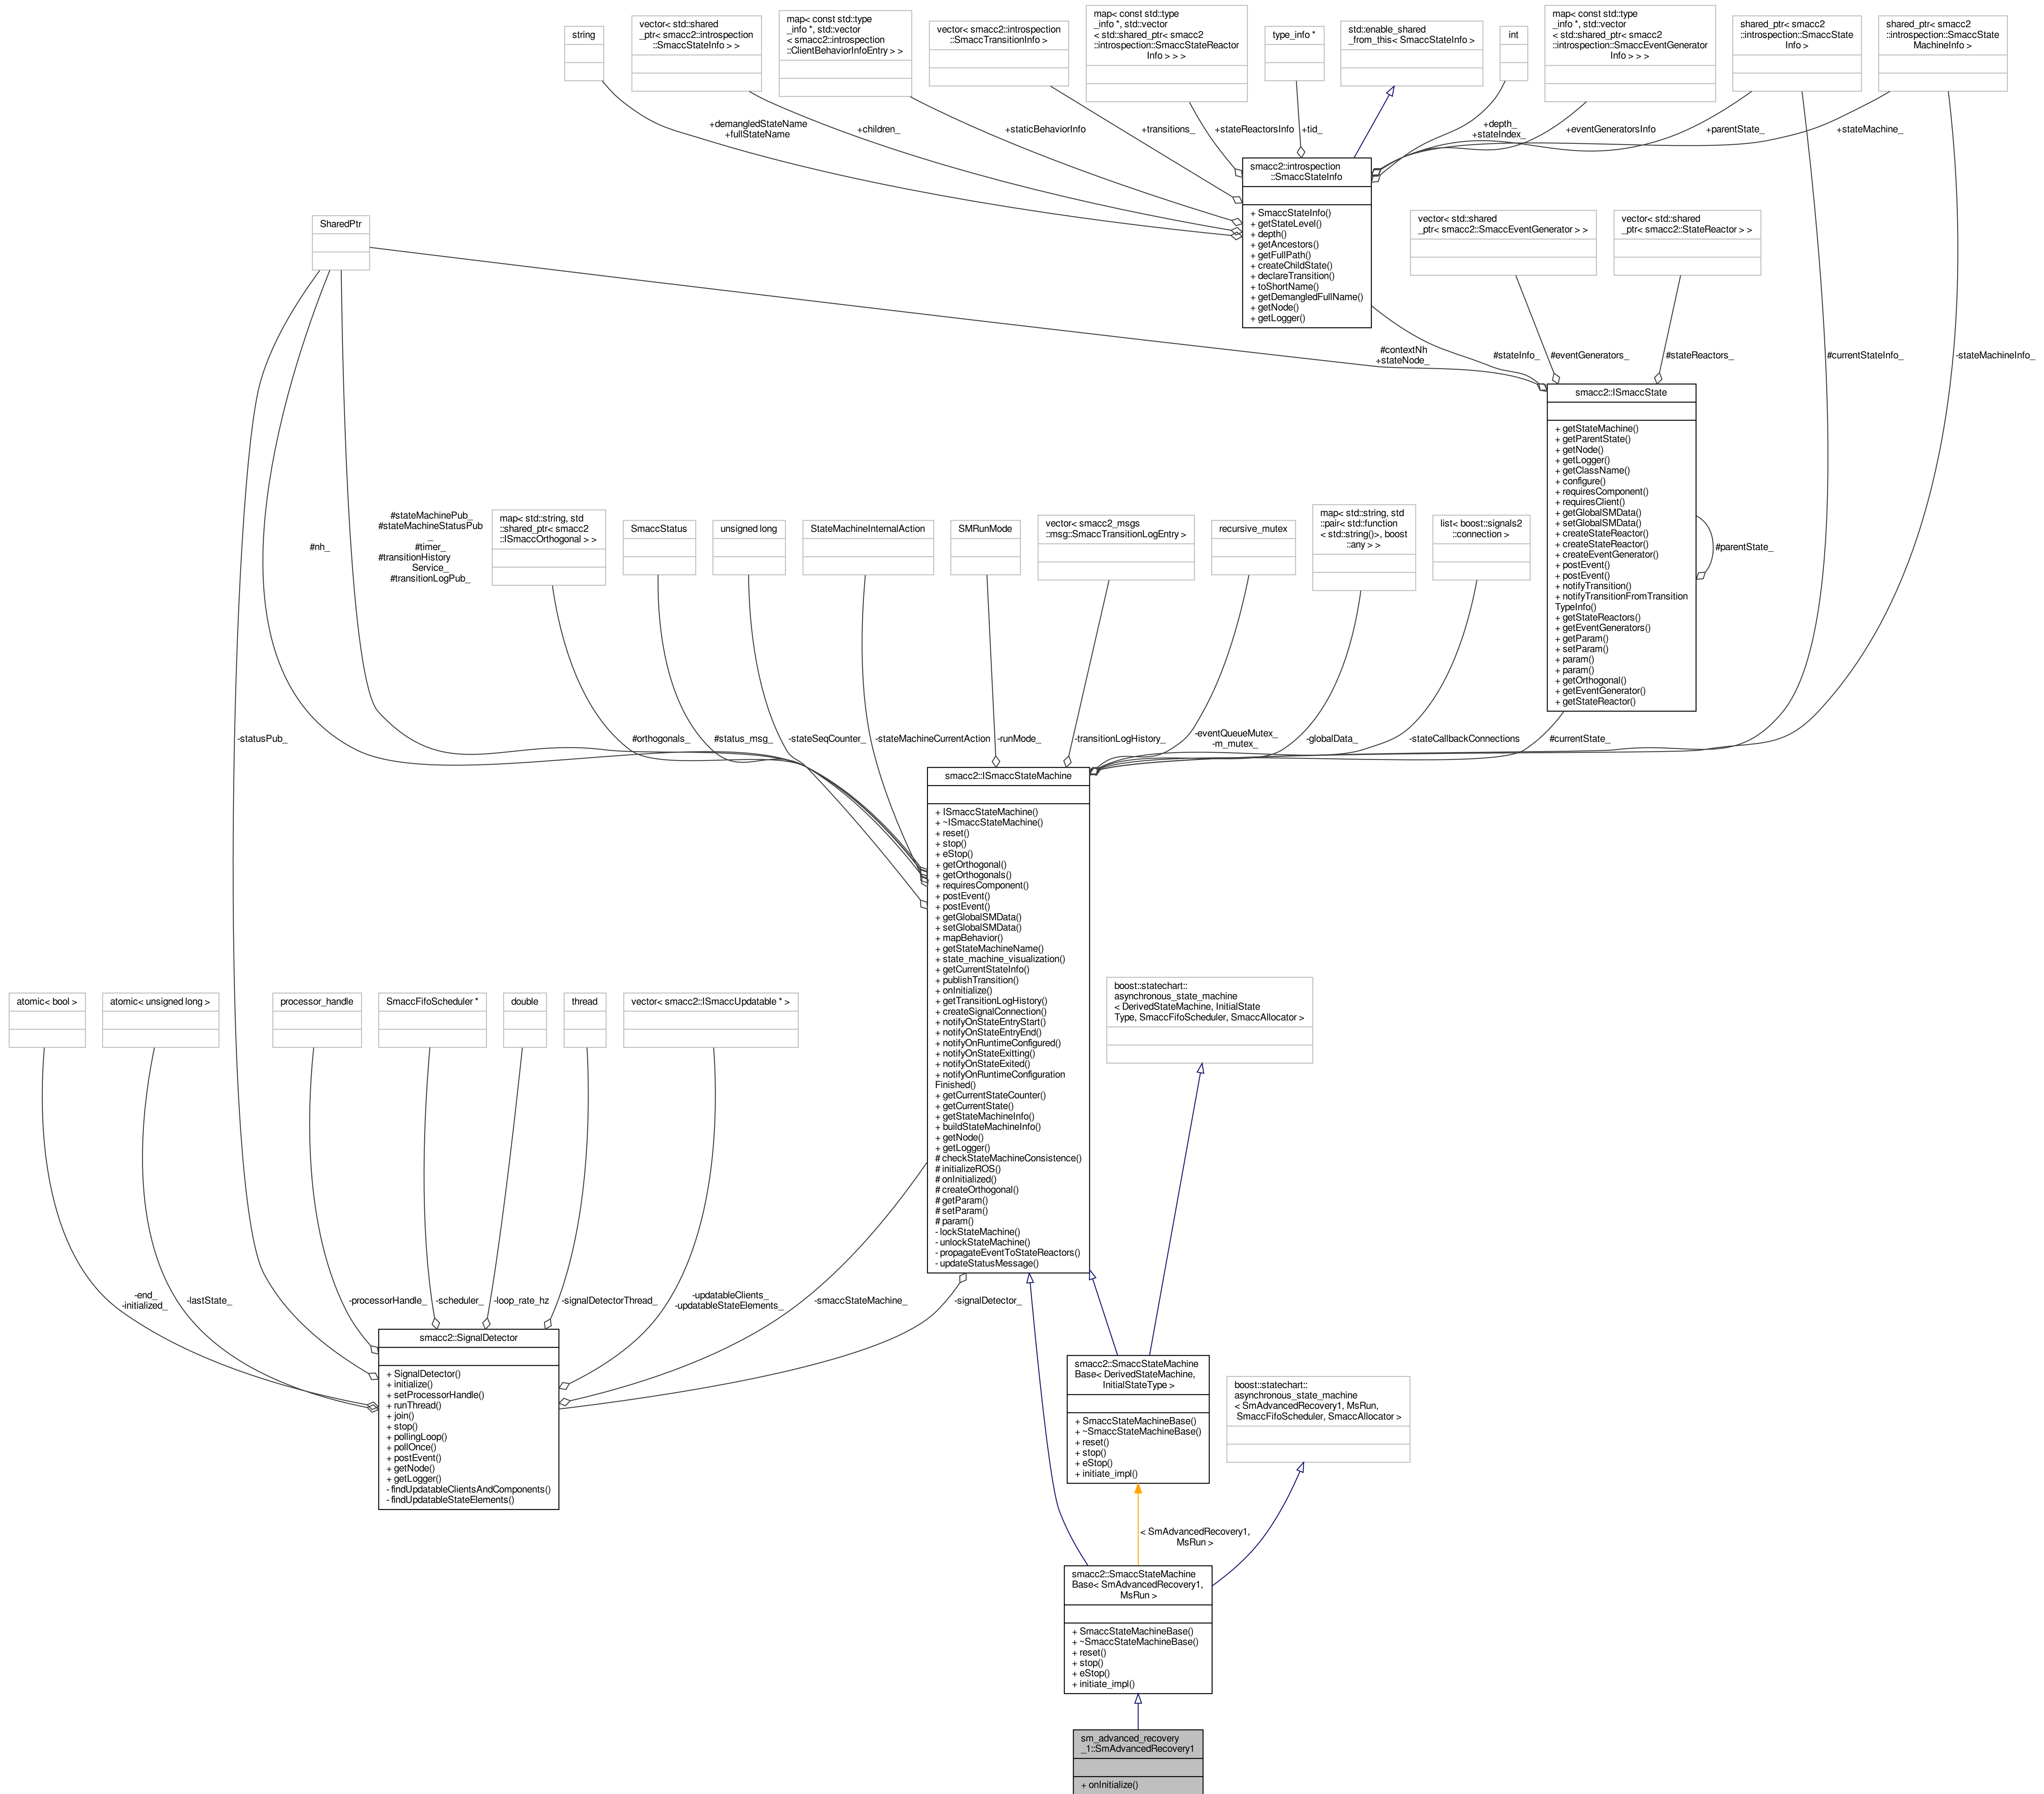 string
vector< std::shared
_ptr< smacc2::introspection
::SmaccStateInfo > >
map< const std::type
_info *, std::vector
< smacc2::introspection
::ClientBehaviorInfoEntry > >
vector< smacc2::introspection
::SmaccTransitionInfo >
map< const std::type
_info *, std::vector
< std::shared_ptr< smacc2
::introspection::SmaccStateReactor
Info > > >
type_info *
std::enable_shared
_from_this< SmaccStateInfo >
int
map< const std::type
_info *, std::vector
< std::shared_ptr< smacc2
::introspection::SmaccEventGenerator
Info > > >
shared_ptr< smacc2
::introspection::SmaccState
Info >
shared_ptr< smacc2
::introspection::SmaccState
MachineInfo >
+demangledStateName
+fullStateName
+children_
+staticBehaviorInfo
+transitions_
+stateReactorsInfo
+tid_
+depth_
+stateIndex_
+eventGeneratorsInfo
+parentState_
+stateMachine_
smacc2::introspection
::SmaccStateInfo
+ SmaccStateInfo()
+ getStateLevel()
+ depth()
+ getAncestors()
+ getFullPath()
+ createChildState()
+ declareTransition()
+ toShortName()
+ getDemangledFullName()
+ getNode()
+ getLogger()
SharedPtr
vector< std::shared
_ptr< smacc2::SmaccEventGenerator > >
vector< std::shared
_ptr< smacc2::StateReactor > >
#contextNh
+stateNode_
#stateInfo_
#eventGenerators_
#stateReactors_
#currentStateInfo_
-stateMachineInfo_
smacc2::ISmaccState
+ getStateMachine()
+ getParentState()
+ getNode()
+ getLogger()
+ getClassName()
+ configure()
+ requiresComponent()
+ requiresClient()
+ getGlobalSMData()
+ setGlobalSMData()
+ createStateReactor()
+ createStateReactor()
+ createEventGenerator()
+ postEvent()
+ postEvent()
+ notifyTransition()
+ notifyTransitionFromTransition
TypeInfo()
+ getStateReactors()
+ getEventGenerators()
+ getParam()
+ setParam()
+ param()
+ param()
+ getOrthogonal()
+ getEventGenerator()
+ getStateReactor()
#parentState_
#nh_
#stateMachinePub_
#stateMachineStatusPub
_
#timer_
#transitionHistory
Service_
#transitionLogPub_
map< std::string, std
::shared_ptr< smacc2
::ISmaccOrthogonal > >
SmaccStatus
unsigned long
StateMachineInternalAction
SMRunMode
vector< smacc2_msgs
::msg::SmaccTransitionLogEntry >
recursive_mutex
map< std::string, std
::pair< std::function
< std::string()>, boost
::any > >
list< boost::signals2
::connection >
-statusPub_
#orthogonals_
#status_msg_
-stateSeqCounter_
-stateMachineCurrentAction
-runMode_
-transitionLogHistory_
-eventQueueMutex_
-m_mutex_
-globalData_
-stateCallbackConnections
#currentState_
smacc2::ISmaccStateMachine
+ ISmaccStateMachine()
+ ~ISmaccStateMachine()
+ reset()
+ stop()
+ eStop()
+ getOrthogonal()
+ getOrthogonals()
+ requiresComponent()
+ postEvent()
+ postEvent()
+ getGlobalSMData()
+ setGlobalSMData()
+ mapBehavior()
+ getStateMachineName()
+ state_machine_visualization()
+ getCurrentStateInfo()
+ publishTransition()
+ onInitialize()
+ getTransitionLogHistory()
+ createSignalConnection()
+ notifyOnStateEntryStart()
+ notifyOnStateEntryEnd()
+ notifyOnRuntimeConfigured()
+ notifyOnStateExitting()
+ notifyOnStateExited()
+ notifyOnRuntimeConfiguration
Finished()
+ getCurrentStateCounter()
+ getCurrentState()
+ getStateMachineInfo()
+ buildStateMachineInfo()
+ getNode()
+ getLogger()
# checkStateMachineConsistence()
# initializeROS()
# onInitialized()
# createOrthogonal()
# getParam()
# setParam()
# param()
- lockStateMachine()
- unlockStateMachine()
- propagateEventToStateReactors()
- updateStatusMessage()
atomic< bool >
atomic< unsigned long >
processor_handle
SmaccFifoScheduler *
double
thread
vector< smacc2::ISmaccUpdatable * >
boost::statechart::
asynchronous_state_machine
< DerivedStateMachine, InitialState
Type, SmaccFifoScheduler, SmaccAllocator >
-end_
-initialized_
-lastState_
-processorHandle_
-scheduler_
-loop_rate_hz
-signalDetectorThread_
-updatableClients_
-updatableStateElements_
-smaccStateMachine_
-signalDetector_
smacc2::SignalDetector
+ SignalDetector()
+ initialize()
+ setProcessorHandle()
+ runThread()
+ join()
+ stop()
+ pollingLoop()
+ pollOnce()
+ postEvent()
+ getNode()
+ getLogger()
- findUpdatableClientsAndComponents()
- findUpdatableStateElements()
smacc2::SmaccStateMachine
Base< DerivedStateMachine,
InitialStateType >
+ SmaccStateMachineBase()
+ ~SmaccStateMachineBase()
+ reset()
+ stop()
+ eStop()
+ initiate_impl()
boost::statechart::
asynchronous_state_machine
< SmAdvancedRecovery1, MsRun,
SmaccFifoScheduler, SmaccAllocator >
< SmAdvancedRecovery1,
MsRun >
smacc2::SmaccStateMachine
Base< SmAdvancedRecovery1,
MsRun >
+ SmaccStateMachineBase()
+ ~SmaccStateMachineBase()
+ reset()
+ stop()
+ eStop()
+ initiate_impl()
sm_advanced_recovery
_1::SmAdvancedRecovery1
+ onInitialize()